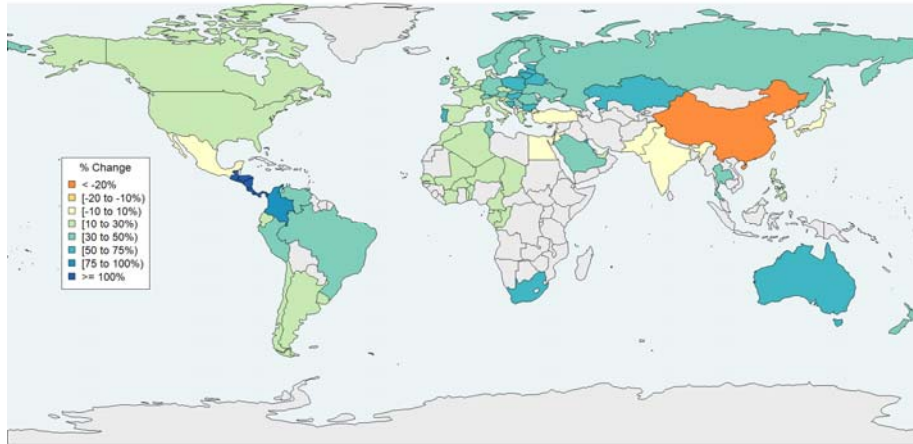 % Change
< -20%
[-20 to -10%)
[-10 to 10%)
[10 to 30%)
[30 to 50%)
[50 to 75%)
[75 to 100%)
>= 100%